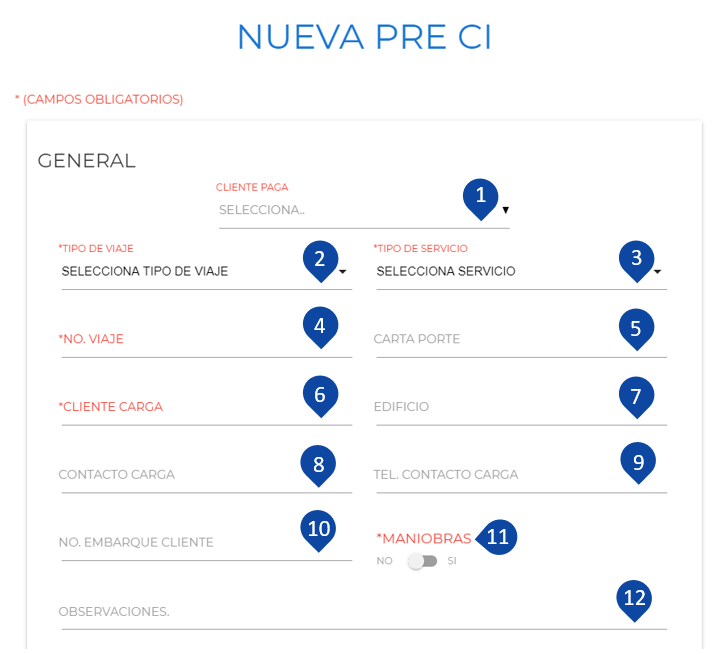 NUEVA PRE CI
* (CAMPOS OBLIGATORIOS)
GENERAL
CLIENTE PAGA
SELECCIONA..
1
*TIPO DE VIAJE
SELECCIONA TIPO DE VIAJE
2
*TIPO DE SERVICIO
SELECCIONA SERVICIO
3
*NO. VIAJE
4
CARTA PORTE
5
*CLIENTE CARGA
6
EDIFICIO
7
CONTACTO CARGA
8
TEL. CONTACTO CARGA
9
NO. EMBARQUE CLIENTE
10
*MANIOBRAS
11
NO SI
OBSERVACIONES.
12